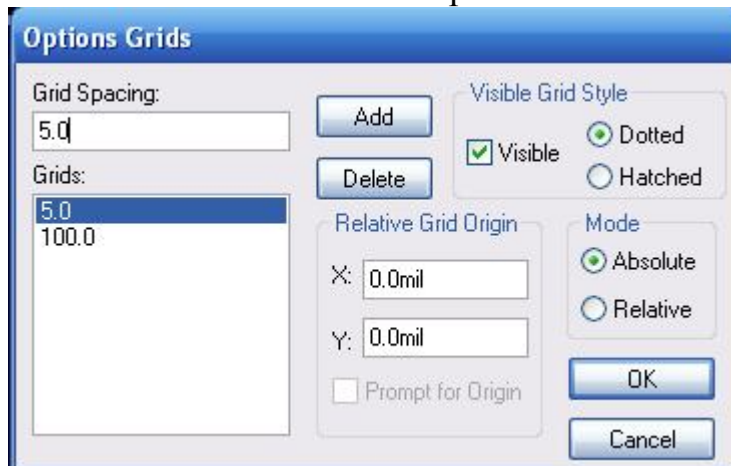 Options Grids
Grid Spacing:
5.0
Add
Delete
Grids:
5.0
100.0
Visible Grid Style
Visible
Dotted
Hatched
Relative Grid Origin
X: 0.0mil
Y: 0.0mil
Prompt for Origin
Mode
Absolute
Relative
OK
Cancel